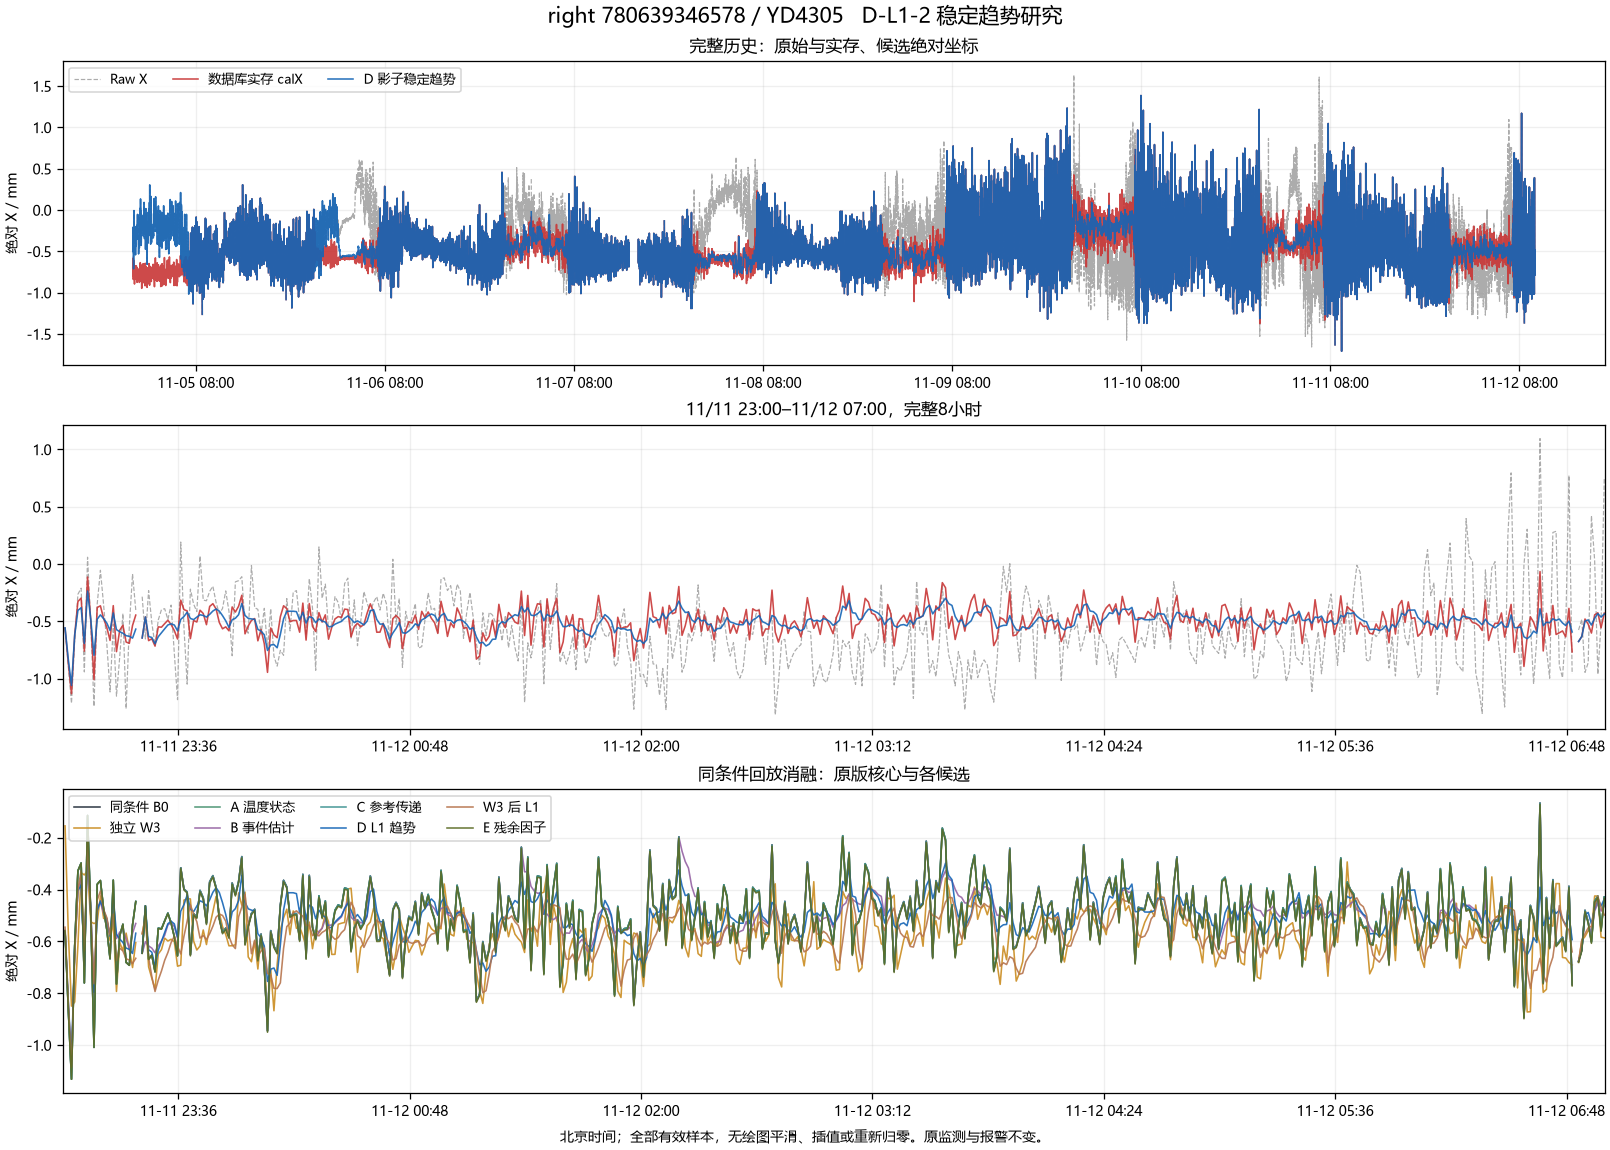 right 780639346578 / YD4305   D-L1-2 稳定趋势研究
完整历史：原始与实存、候选绝对坐标
Raw X
数据库实存 calX
D 影子稳定趋势
绝对 X / mm
1.5
1.0
0.5
0.0
-0.5
-1.0
-1.5
11-05 08:00
11-06 08:00
11-07 08:00
11-08 08:00
11-09 08:00
11-10 08:00
11-11 08:00
11-12 08:00
11/11 23:00–11/12 07:00，完整8小时
绝对 X / mm
1.0
0.5
0.0
-0.5
-1.0
11-11 23:36
11-12 00:48
11-12 02:00
11-12 03:12
11-12 04:24
11-12 05:36
11-12 06:48
同条件回放消融：原版核心与各候选
同条件 B0
A 温度状态
C 参考传递
W3 后 L1
独立 W3
B 事件估计
D L1 趋势
E 残余因子
绝对 X / mm
-0.2
-0.4
-0.6
-0.8
-1.0
11-11 23:36
11-12 00:48
11-12 02:00
11-12 03:12
11-12 04:24
11-12 05:36
11-12 06:48
北京时间；全部有效样本，无绘图平滑、插值或重新归零。原监测与报警不变。